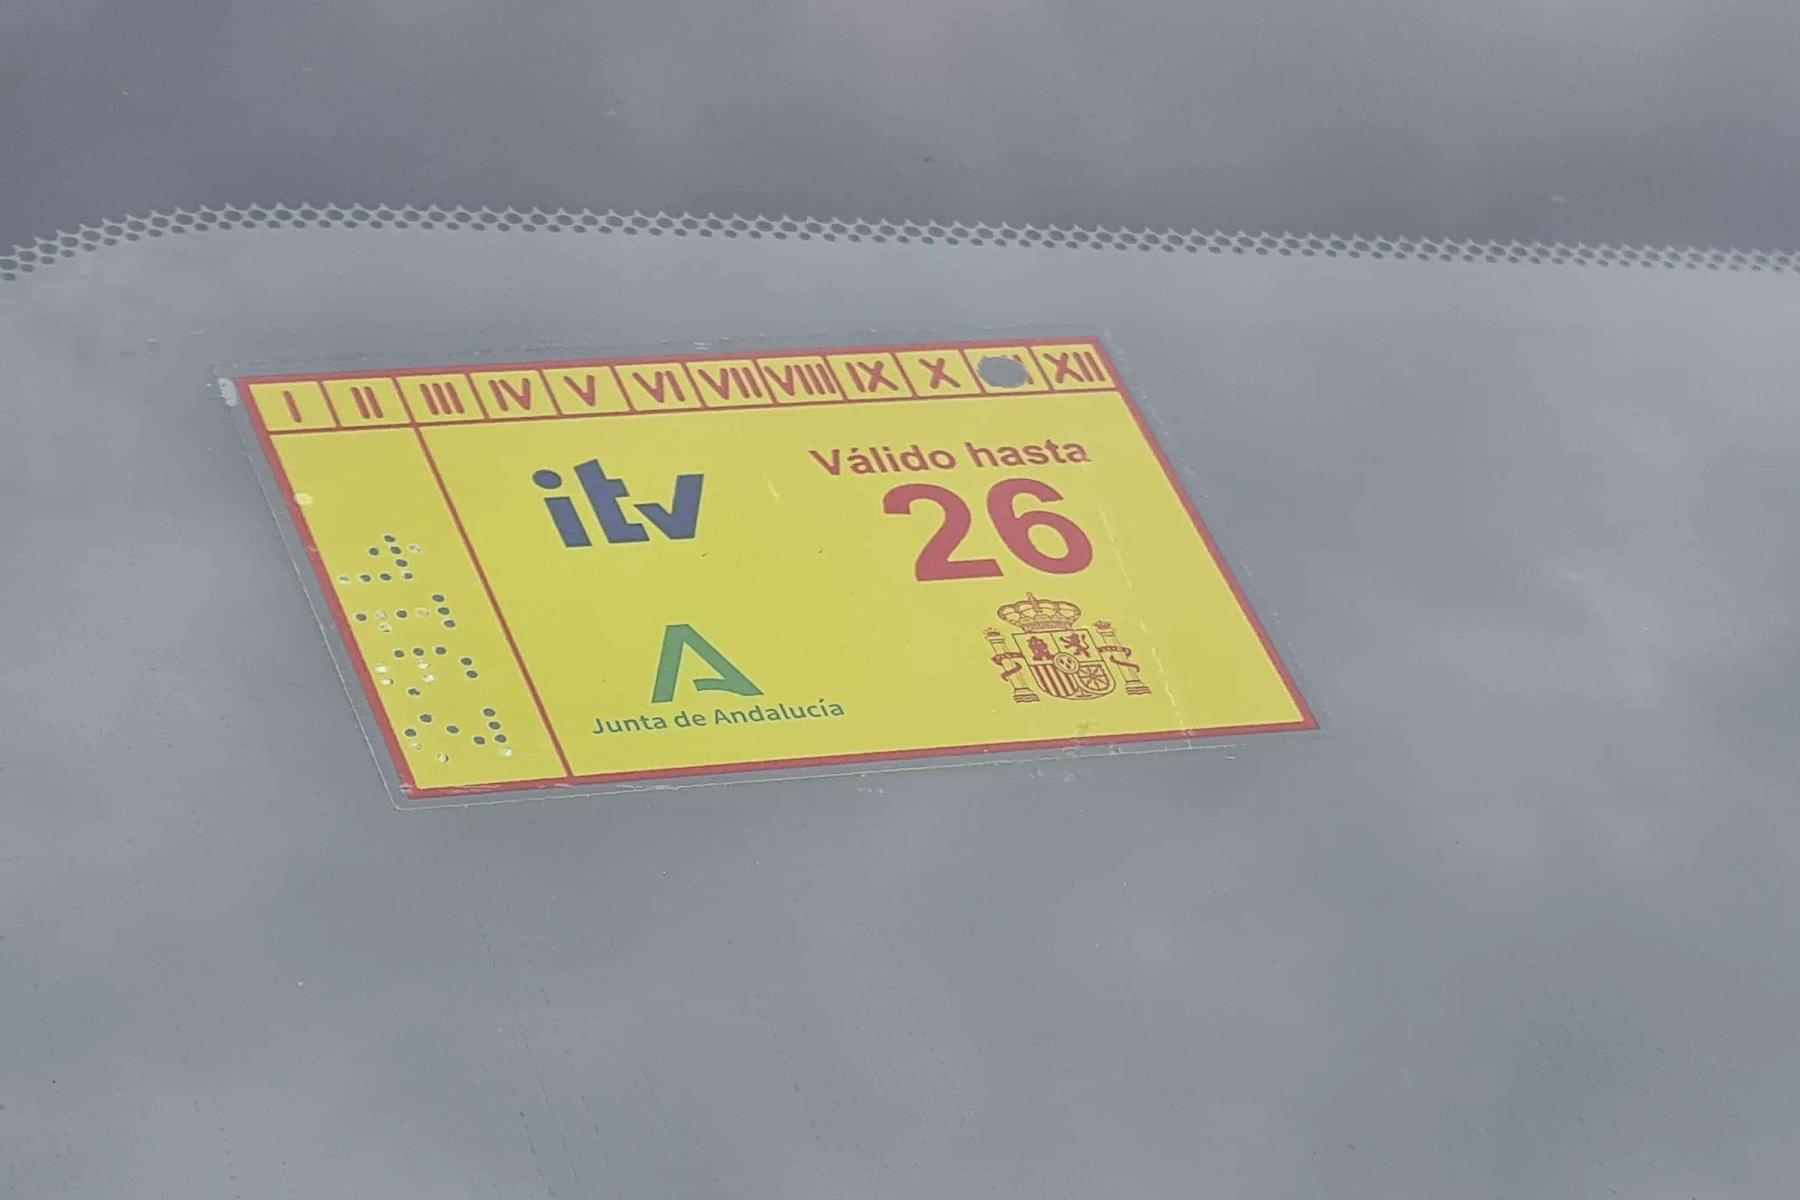 I II III IV V VI VII VIII IX X XII
itv
Válido hasta
26
Junta de Andalucía